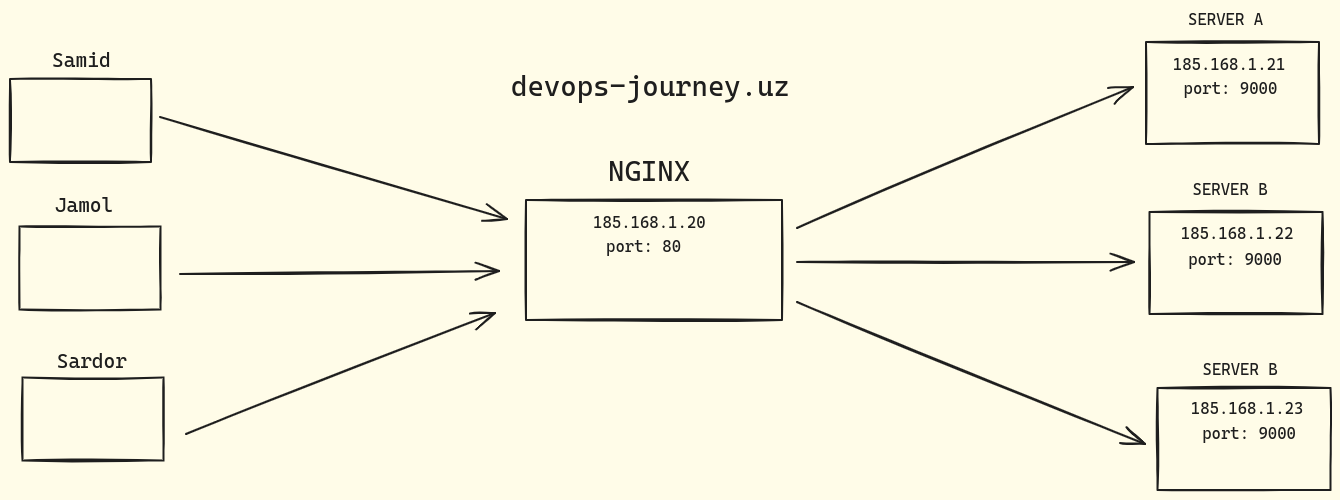 Samid
Jamol
Sardor
devops-journey.uz
NGINX
185.168.1.20
port: 80
SERVER A
185.168.1.21
port: 9000
SERVER B
185.168.1.22
port: 9000
SERVER B
185.168.1.23
port: 9000